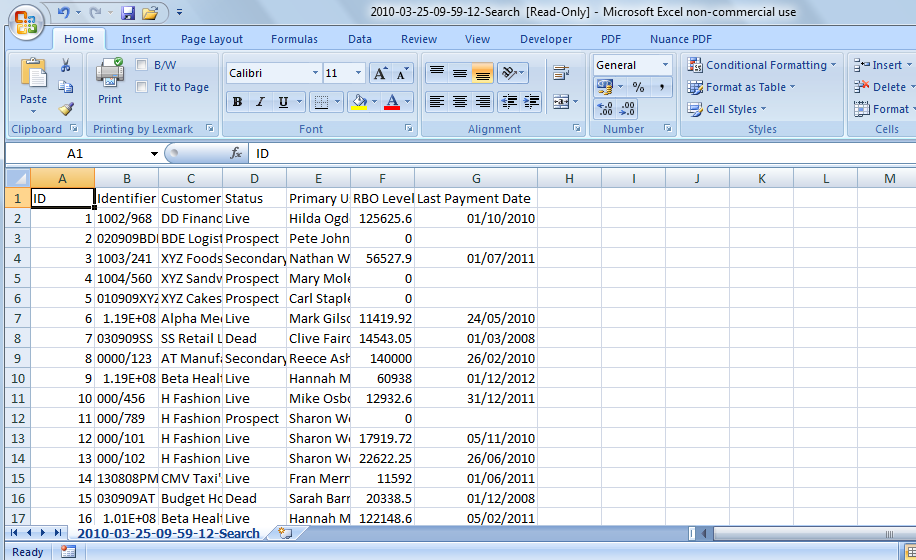 2010-03-25-09-59-12-Search [Read-Only] - Microsoft Excel non-commercial use
Home Insert Page Layout Formulas Data Review View Developer PDF Nuance PDF
Paste
Clipboard
Print
B/W
Fit to Page
Printing by Lexmark
Calibri 11 A A
B I U A
Font
Alignment
General
% ,
Number
Conditional Formatting
Format as Table
Cell Styles
Styles
Insert
Delete
Format
Cells
A1 fx ID
A B C D E F G H I J K L M
1 ID Identifier Customer Status Primary U RBO Level Last Payment Date
2 1 1002/968 DD Financ Live Hilda Ogd 125625.6 01/10/2010
3 2 020909BDI BDE Logist Prospect Pete John 0
4 3 1003/241 XYZ Foods Secondary Nathan W 56527.9 01/07/2011
5 4 1004/560 XYZ Sandw Prospect Mary Mole 0
6 5 010909XYZ XYZ Cakes Prospect Carl Staple 0
7 6 1.19E+08 Alpha Med Live Mark Gilso 11419.92 24/05/2010
8 7 030909SS SS Retail L Dead Clive Fairc 14543.05 01/03/2008
9 8 0000/123 AT Manufa Secondary Reece Ash 140000 26/02/2010
10 9 1.19E+08 Beta Healt Live Hannah M 60938 01/12/2012
11 10 000/456 H Fashion Live Mike Osbo 12932.6 31/12/2011
12 11 000/789 H Fashion Prospect Sharon We 0
13 12 000/101 H Fashion Live Sharon We 17919.72 05/11/2010
14 13 000/102 H Fashion Live Sharon We 22622.25 26/06/2010
15 14 130808PM CMV Taxi' Live Fran Merr 11592 01/06/2011
16 15 030909AT Budget Ho Dead Sarah Barr 20338.5 01/12/2008
17 16 1.01E+08 Beta Healt Live Hannah M 122148.6 05/02/2011
2010-03-25-09-59-12-Search
Ready